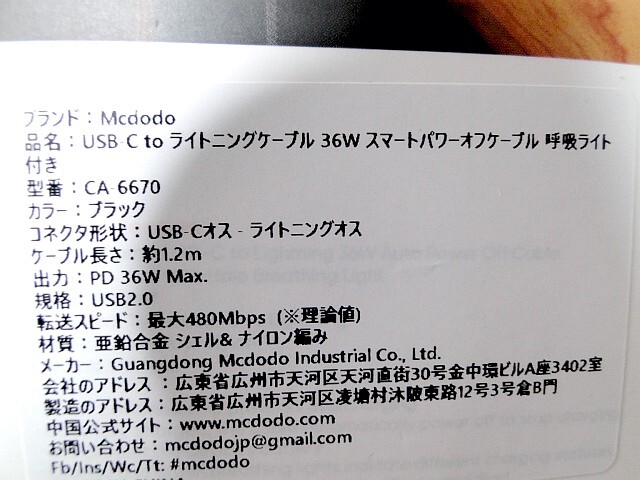 ブランド：Mcdodo
品名：USB-C to ライトニングケーブル 36W スマートパワーオフケーブル 呼吸ライト
付き
型番：CA-6670
カラー：ブラック
コネクタ形状：USB-Cオス - ライトニングオス
ケーブル長さ：約1.2m
出力：PD 36W Max.
規格：USB2.0
転送スピード：最大480Mbps（※理論値）
材質：亜鉛合金 シェル& ナイロン編み
メーカー：Guangdong Mcdodo Industrial Co., Ltd.
会社のアドレス：広東省広州市天河区天河直街30号金中環ビルA座3402室
製造のアドレス：広東省広州市天河区凌塘村沐陂東路12号3号倉B門
中国公式サイト：www.mcdodo.com
お問い合わせ：mcdodojp@gmail.com
Fb/Ins/Wc/Tt: #mcdodo